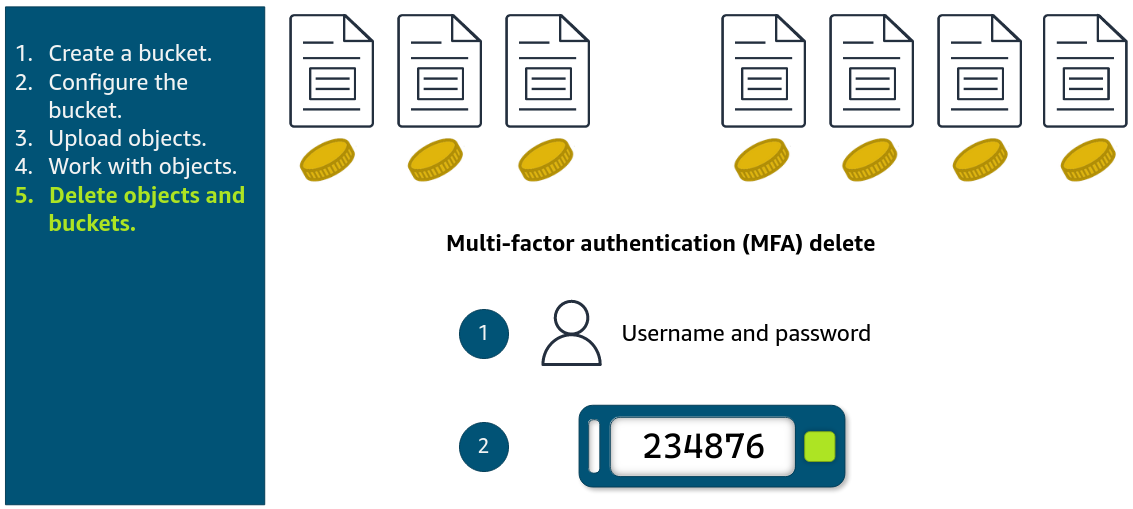 1. Create a bucket.
2. Configure the
bucket.
3. Upload objects.
4. Work with objects.
5. Delete objects and
buckets.
Multi-factor authentication (MFA) delete
1 Username and password
2 234876